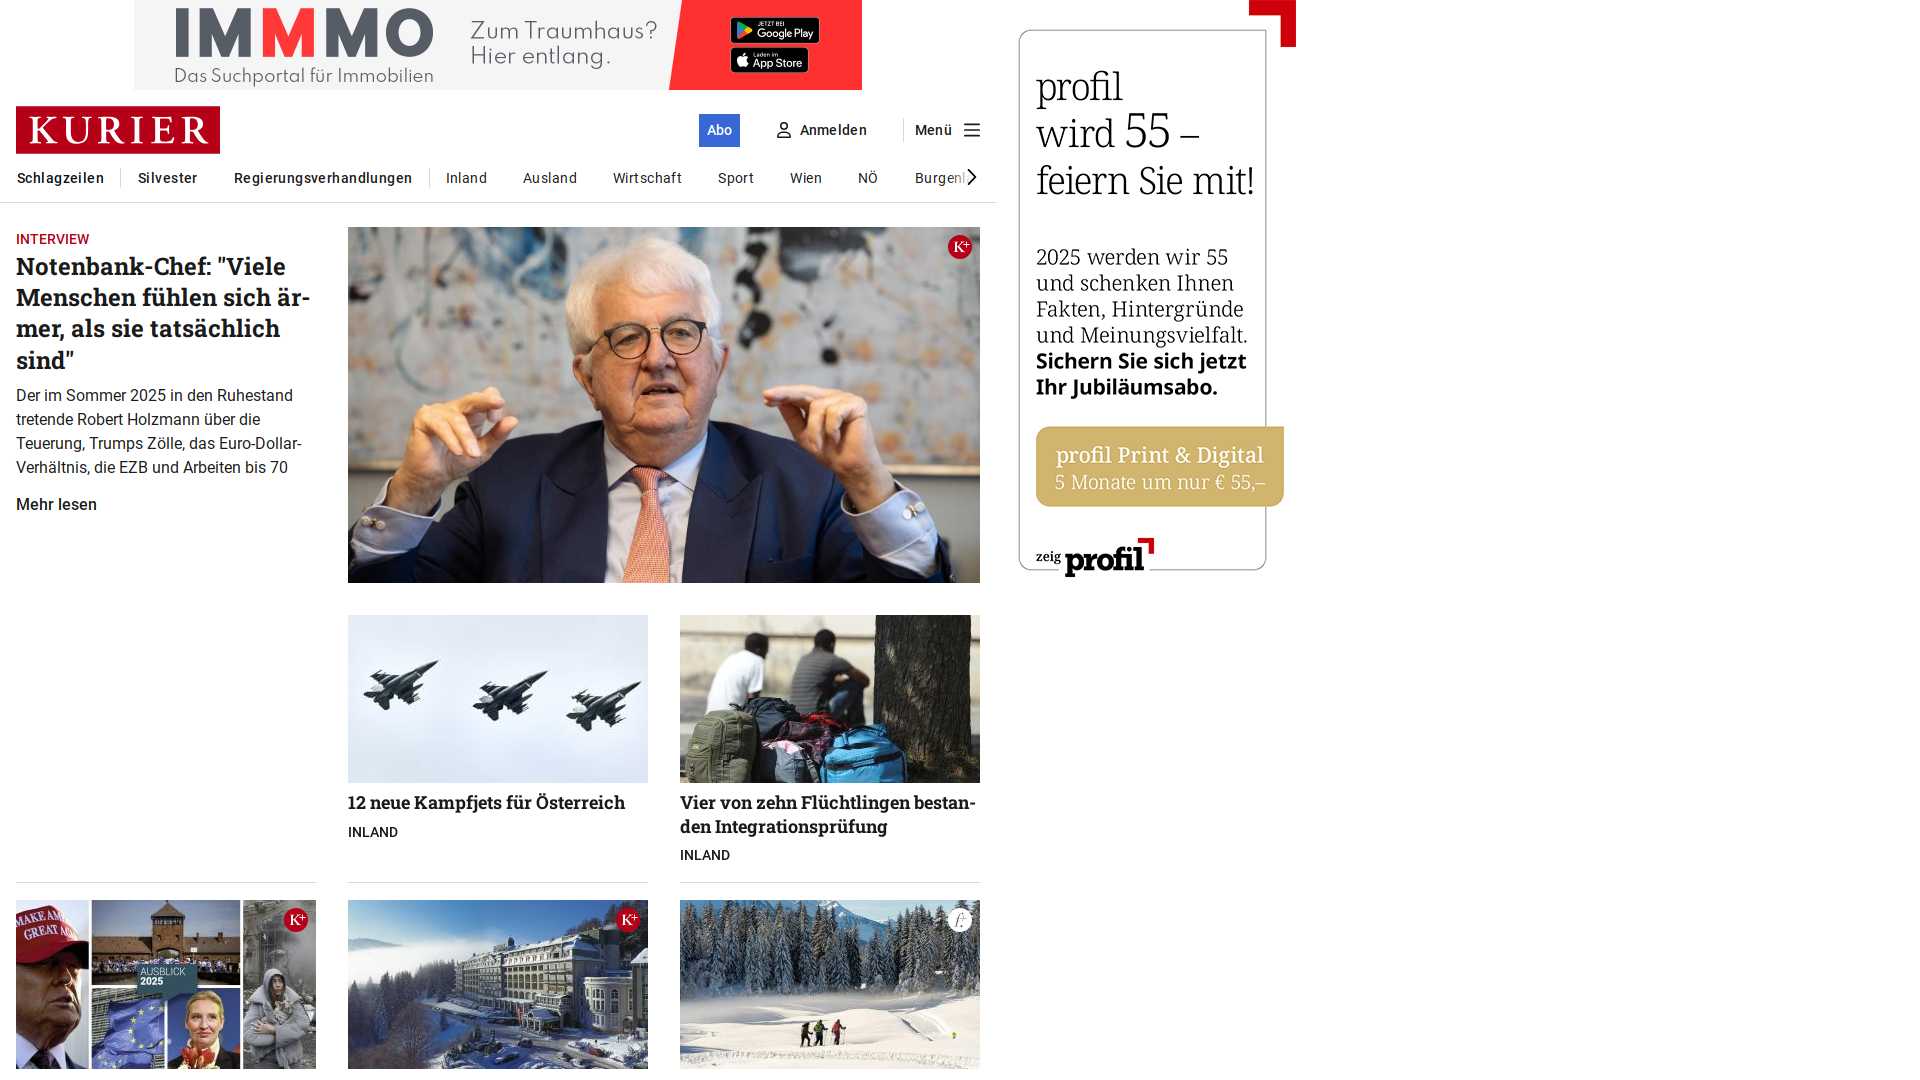 IMMMO
Das Suchportal für Immobilien
Zum Traumhaus?
Hier entlang.
JETZT BEI
Google Play
Laden im
App Store
KURIER
Abo
Anmelden
Menü
Schlagzeilen
Silvester
Regierungsverhandlungen
Inland
Ausland
Wirtschaft
Sport
Wien
NÖ
Burgenl
INTERVIEW
Notenbank-Chef: "Viele
Menschen fühlen sich är-
mer, als sie tatsächlich
sind"
Der im Sommer 2025 in den Ruhestand
tretende Robert Holzmann über die
Teuerung, Trumps Zölle, das Euro-Dollar-
Verhältnis, die EZB und Arbeiten bis 70
Mehr lesen
K+
12 neue Kampfjets für Österreich
INLAND
Vier von zehn Flüchtlingen bestan-
den Integrationsprüfung
INLAND
MAKE AM
GREAT AG
AUSBLICK
2025
K+
K+
f+
profil
wird 55 –
feiern Sie mit!
2025 werden wir 55
und schenken Ihnen
Fakten, Hintergründe
und Meinungsvielfalt.
Sichern Sie sich jetzt
Ihr Jubiläumsabo.
profil Print & Digital
5 Monate um nur € 55,–
zeig profil